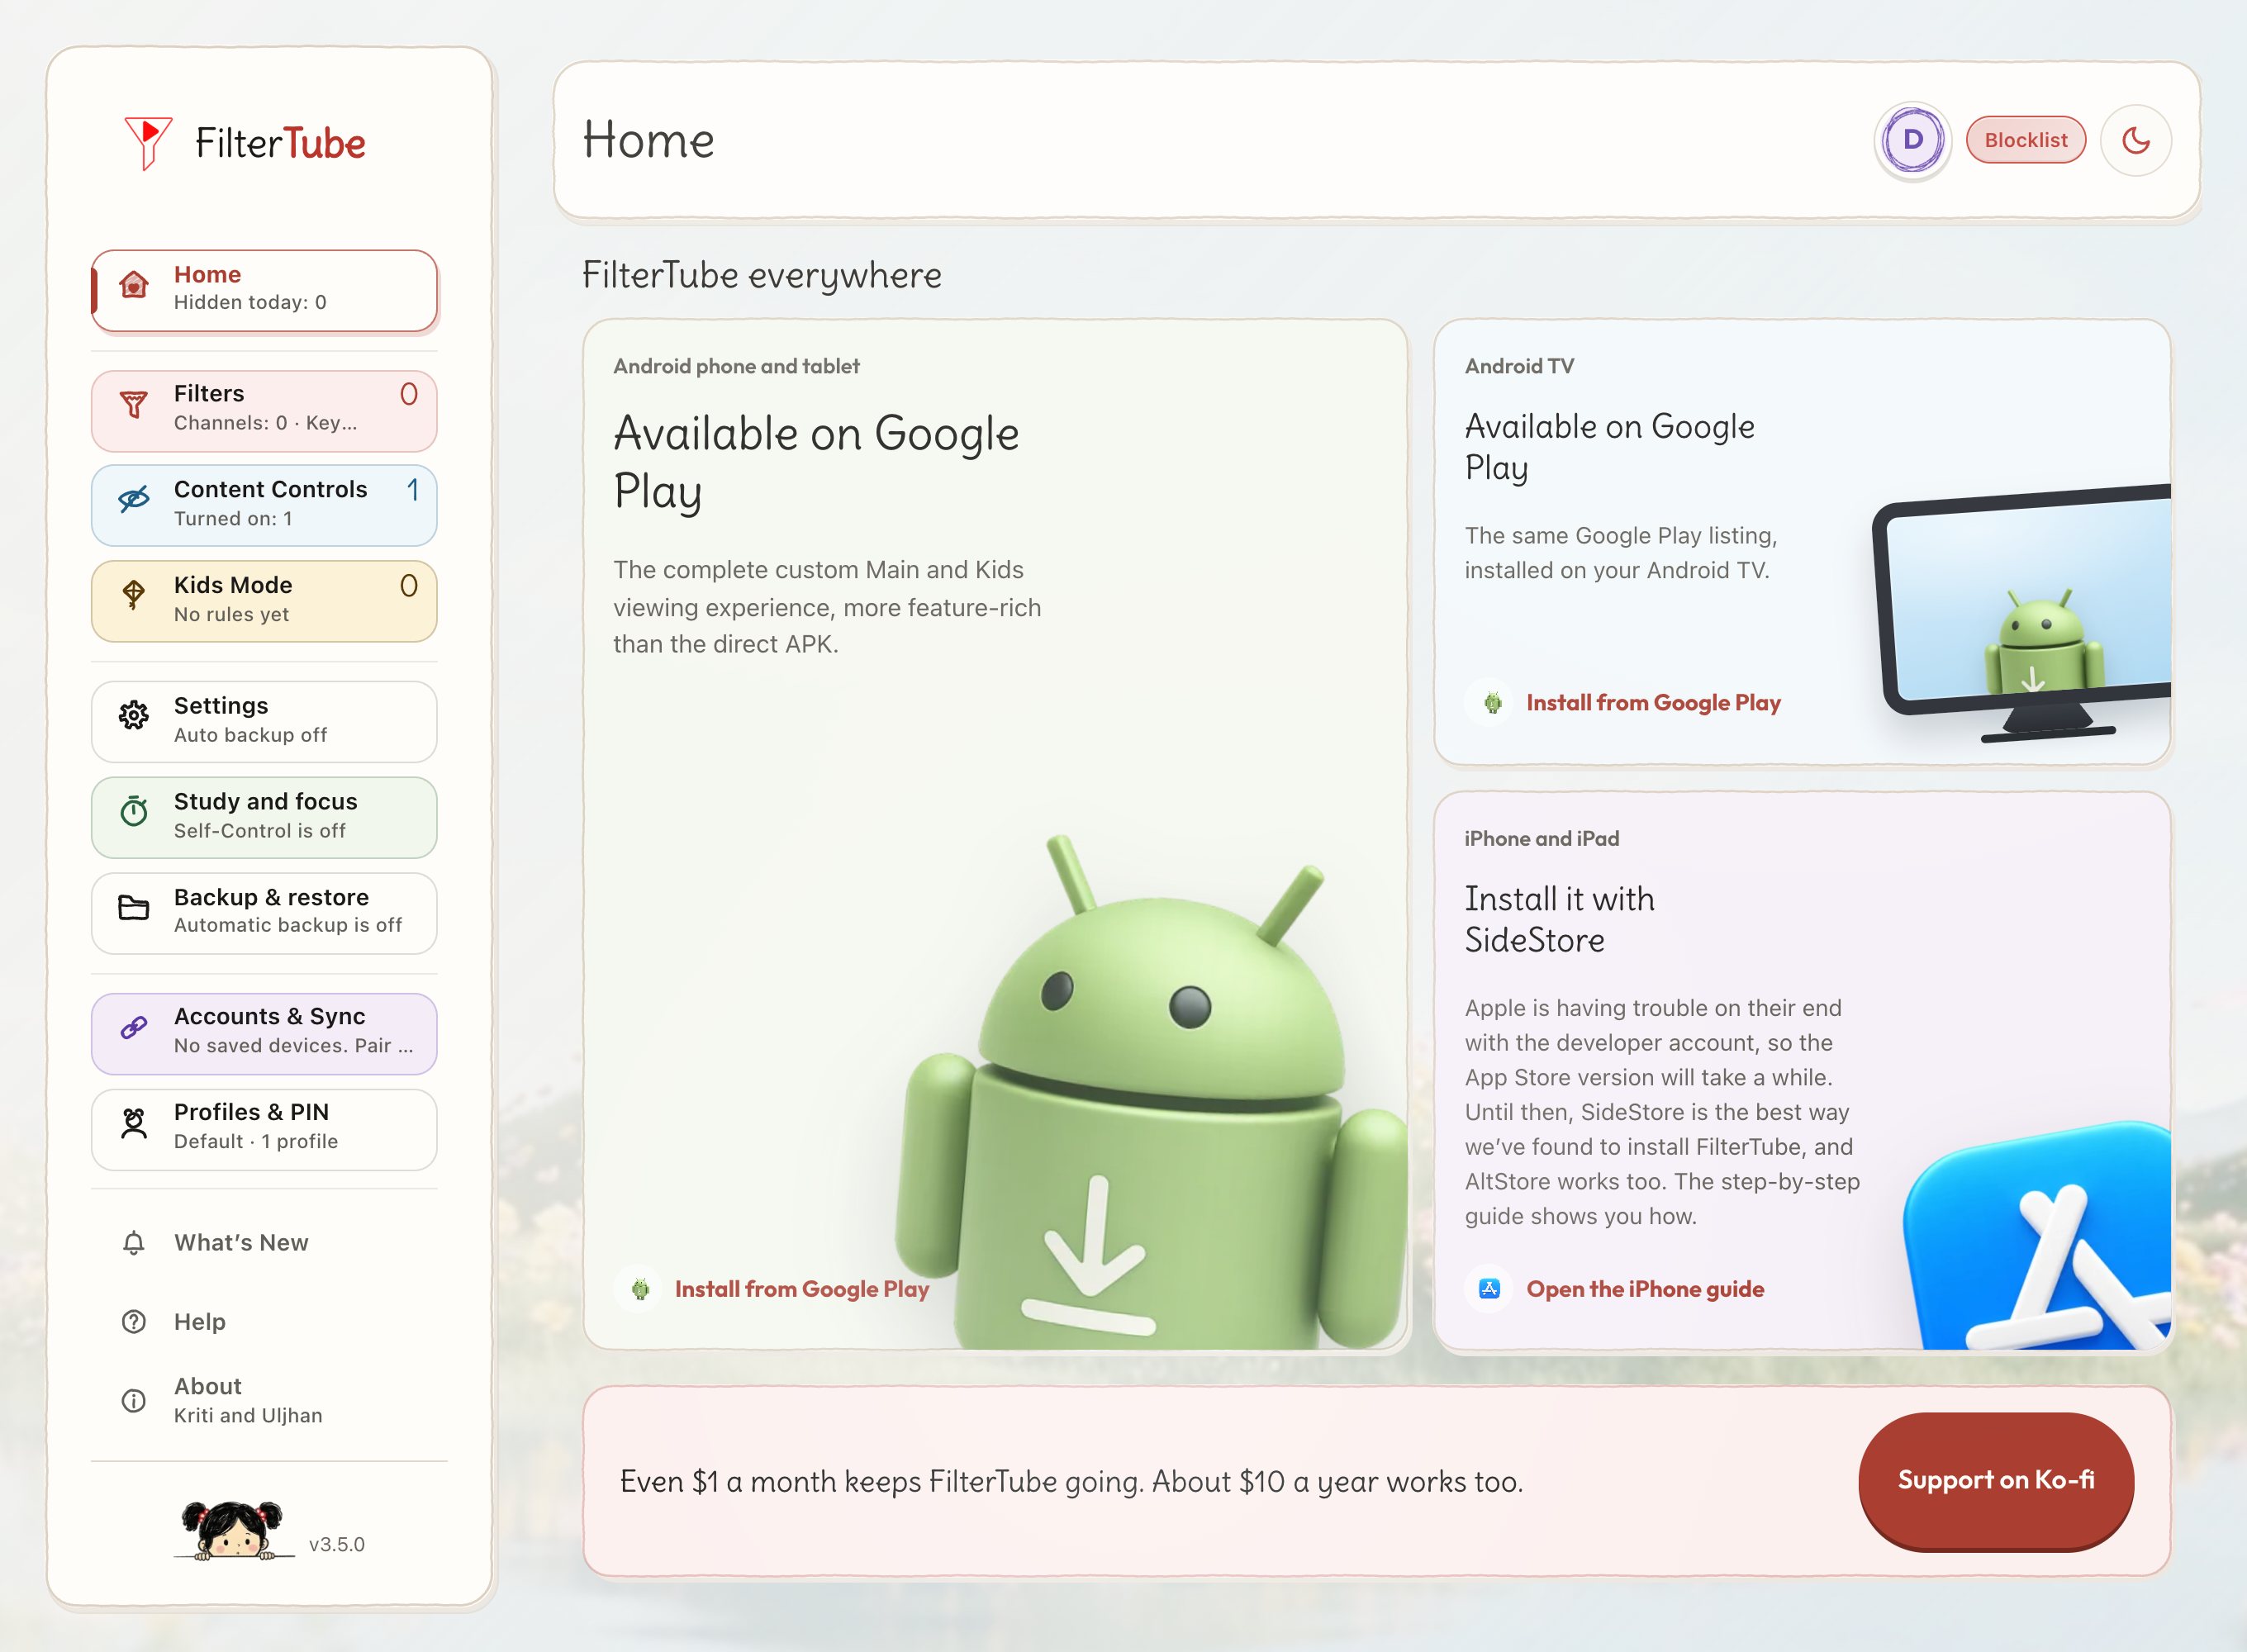 FilterTube
Home
Hidden today: 0
Filters
0
Channels: 0 · Key...
Content Controls
1
Turned on: 1
Kids Mode
0
No rules yet
Settings
Auto backup off
Study and focus
Self-Control is off
Backup & restore
Automatic backup is off
Accounts & Sync
No saved devices. Pair ...
Profiles & PIN
Default · 1 profile
What’s New
Help
About
Kriti and Uljhan
v3.5.0
Home
D
Blocklist
FilterTube everywhere
Android phone and tablet
Available on Google
Play
The complete custom Main and Kids
viewing experience, more feature-rich
than the direct APK.
Install from Google Play
Android TV
Available on Google
Play
The same Google Play listing,
installed on your Android TV.
Install from Google Play
iPhone and iPad
Install it with
SideStore
Apple is having trouble on their end
with the developer account, so the
App Store version will take a while.
Until then, SideStore is the best way
we’ve found to install FilterTube, and
AltStore works too. The step-by-step
guide shows you how.
Open the iPhone guide
Even $1 a month keeps FilterTube going. About $10 a year works too.
Support on Ko-fi